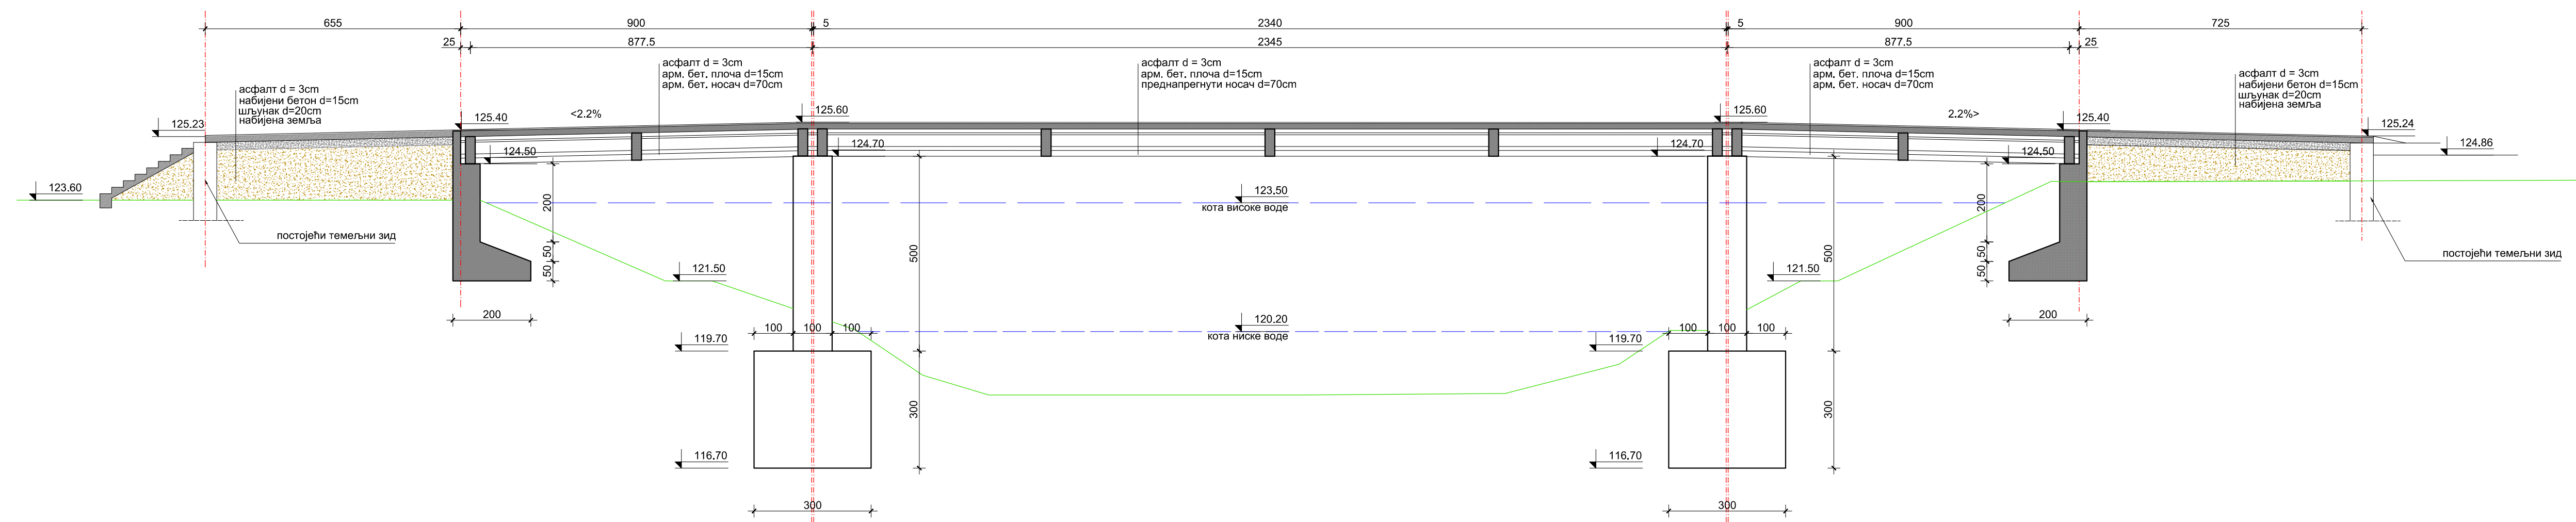 655
900
5
2340
5
900
725
25
877.5
2345
877.5
25
асфалт d = 3cm
набијени бетон d=15cm
шљунак d=20cm
набијена земља
асфалт d = 3cm
арм. бет. плоча d=15cm
арм. бет. носач d=70cm
асфалт d = 3cm
арм. бет. плоча d=15cm
преднапрегнути носач d=70cm
асфалт d = 3cm
арм. бет. плоча d=15cm
арм. бет. носач d=70cm
асфалт d = 3cm
набијени бетон d=15cm
шљунак d=20cm
набијена земља
125.23
125.40
<2.2%
125.60
125.60
2.2%>
125.40
125.24
124.50
124.70
124.70
124.50
124.86
123.60
123,50
кота високе воде
200
50
50
500
500
200
50
50
постојећи темељни зид
постојећи темељни зид
121.50
121.50
200
100
100
100
120.20
кота ниске воде
100
100
100
200
119.70
119.70
300
300
116.70
116.70
300
300